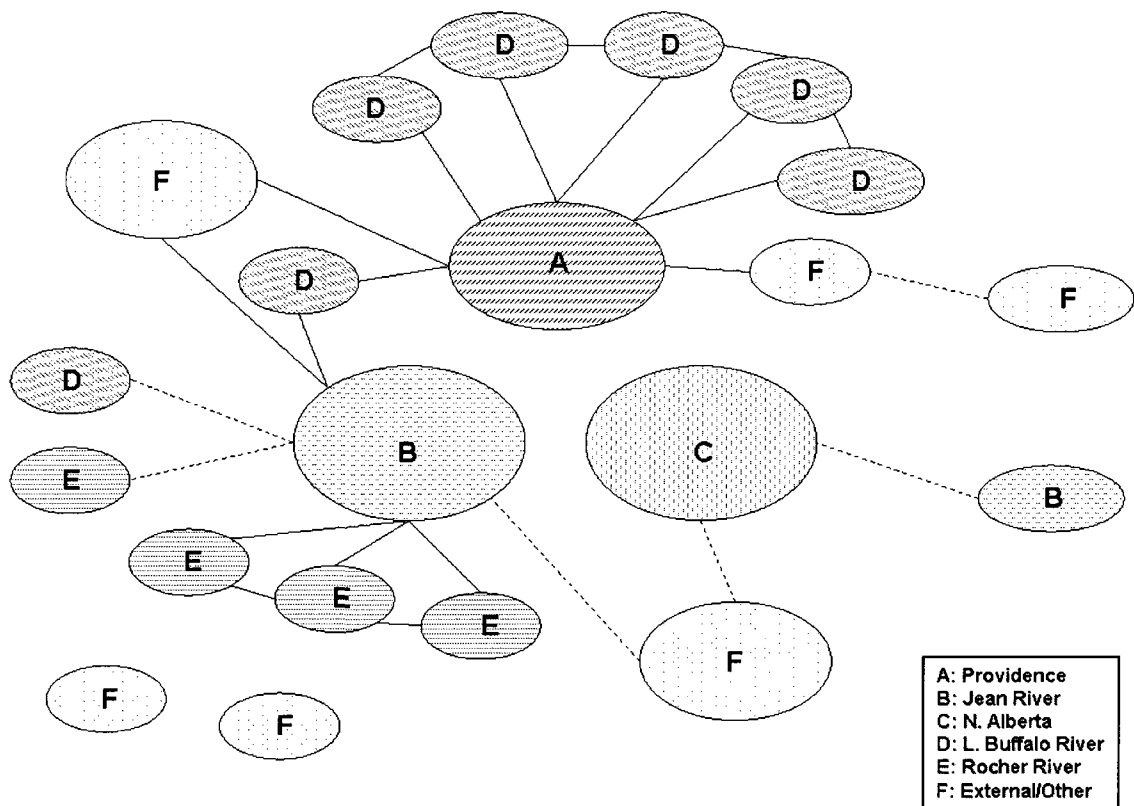 D
D
D
D
D
F
A
D
F
F
D
B
C
E
B
E
E
E
F
F
F
A: Providence
B: Jean River
C: N. Alberta
D: L. Buffalo River
E: Rocher River
F: External/Other